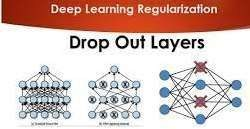 Deep Learning Regularization
Drop Out Layers